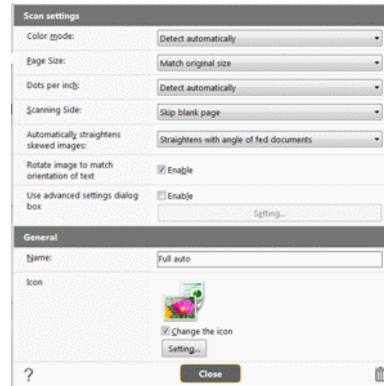 Scan settings
Color mode: Detect automatically
Page Size: Match original size
Dots per inch: Detect automatically
Scanning Side: Skip blank page
Automatically straightens
skewed images: Straightens with angle of fed documents
Rotate image to match
orientation of text Enable
Use advanced settings dialog
box Enable
Setting...
General
Name: Full auto
Icon
Change the icon
Setting...
? Close